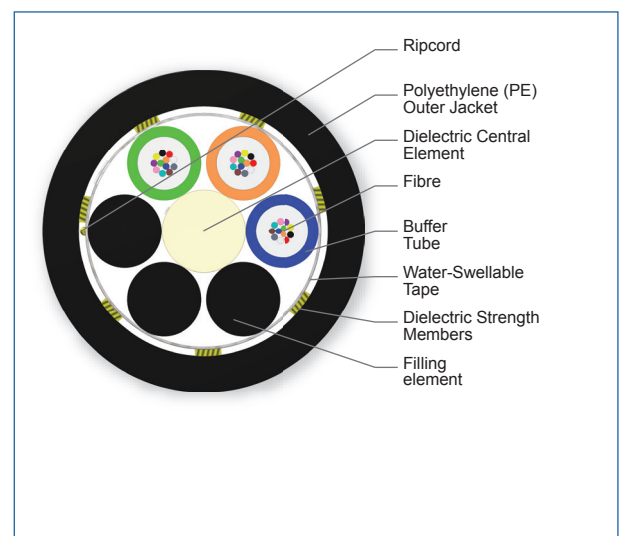 Ripcord
Polyethylene (PE)
Outer Jacket
Dielectric Central
Element
Fibre
Buffer
Tube
Water-Swellable
Tape
Dielectric Strength
Members
Filling
element